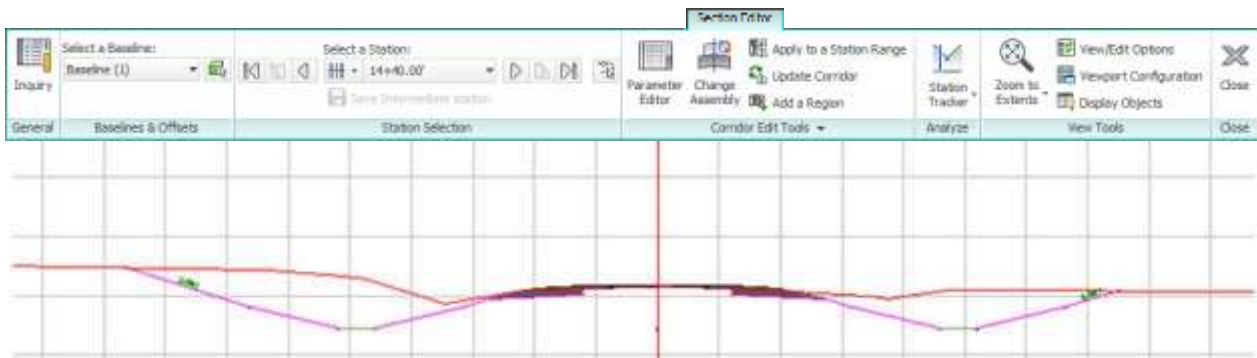 Section Editor
Inquiry
General
Select a Baseline:
Baseline (1)
Baselines & Offsets
Select a Station:
14+40.00'
Save Intermediate station
Station Selection
Parameter Editor
Change Assembly
Apply to a Station Range
Update Corridor
Add a Region
Corridor Edit Tools
Station Tracker
Analyze
Zoom to Extents
View/Edit Options
Viewport Configuration
Display Objects
View Tools
Close
Close